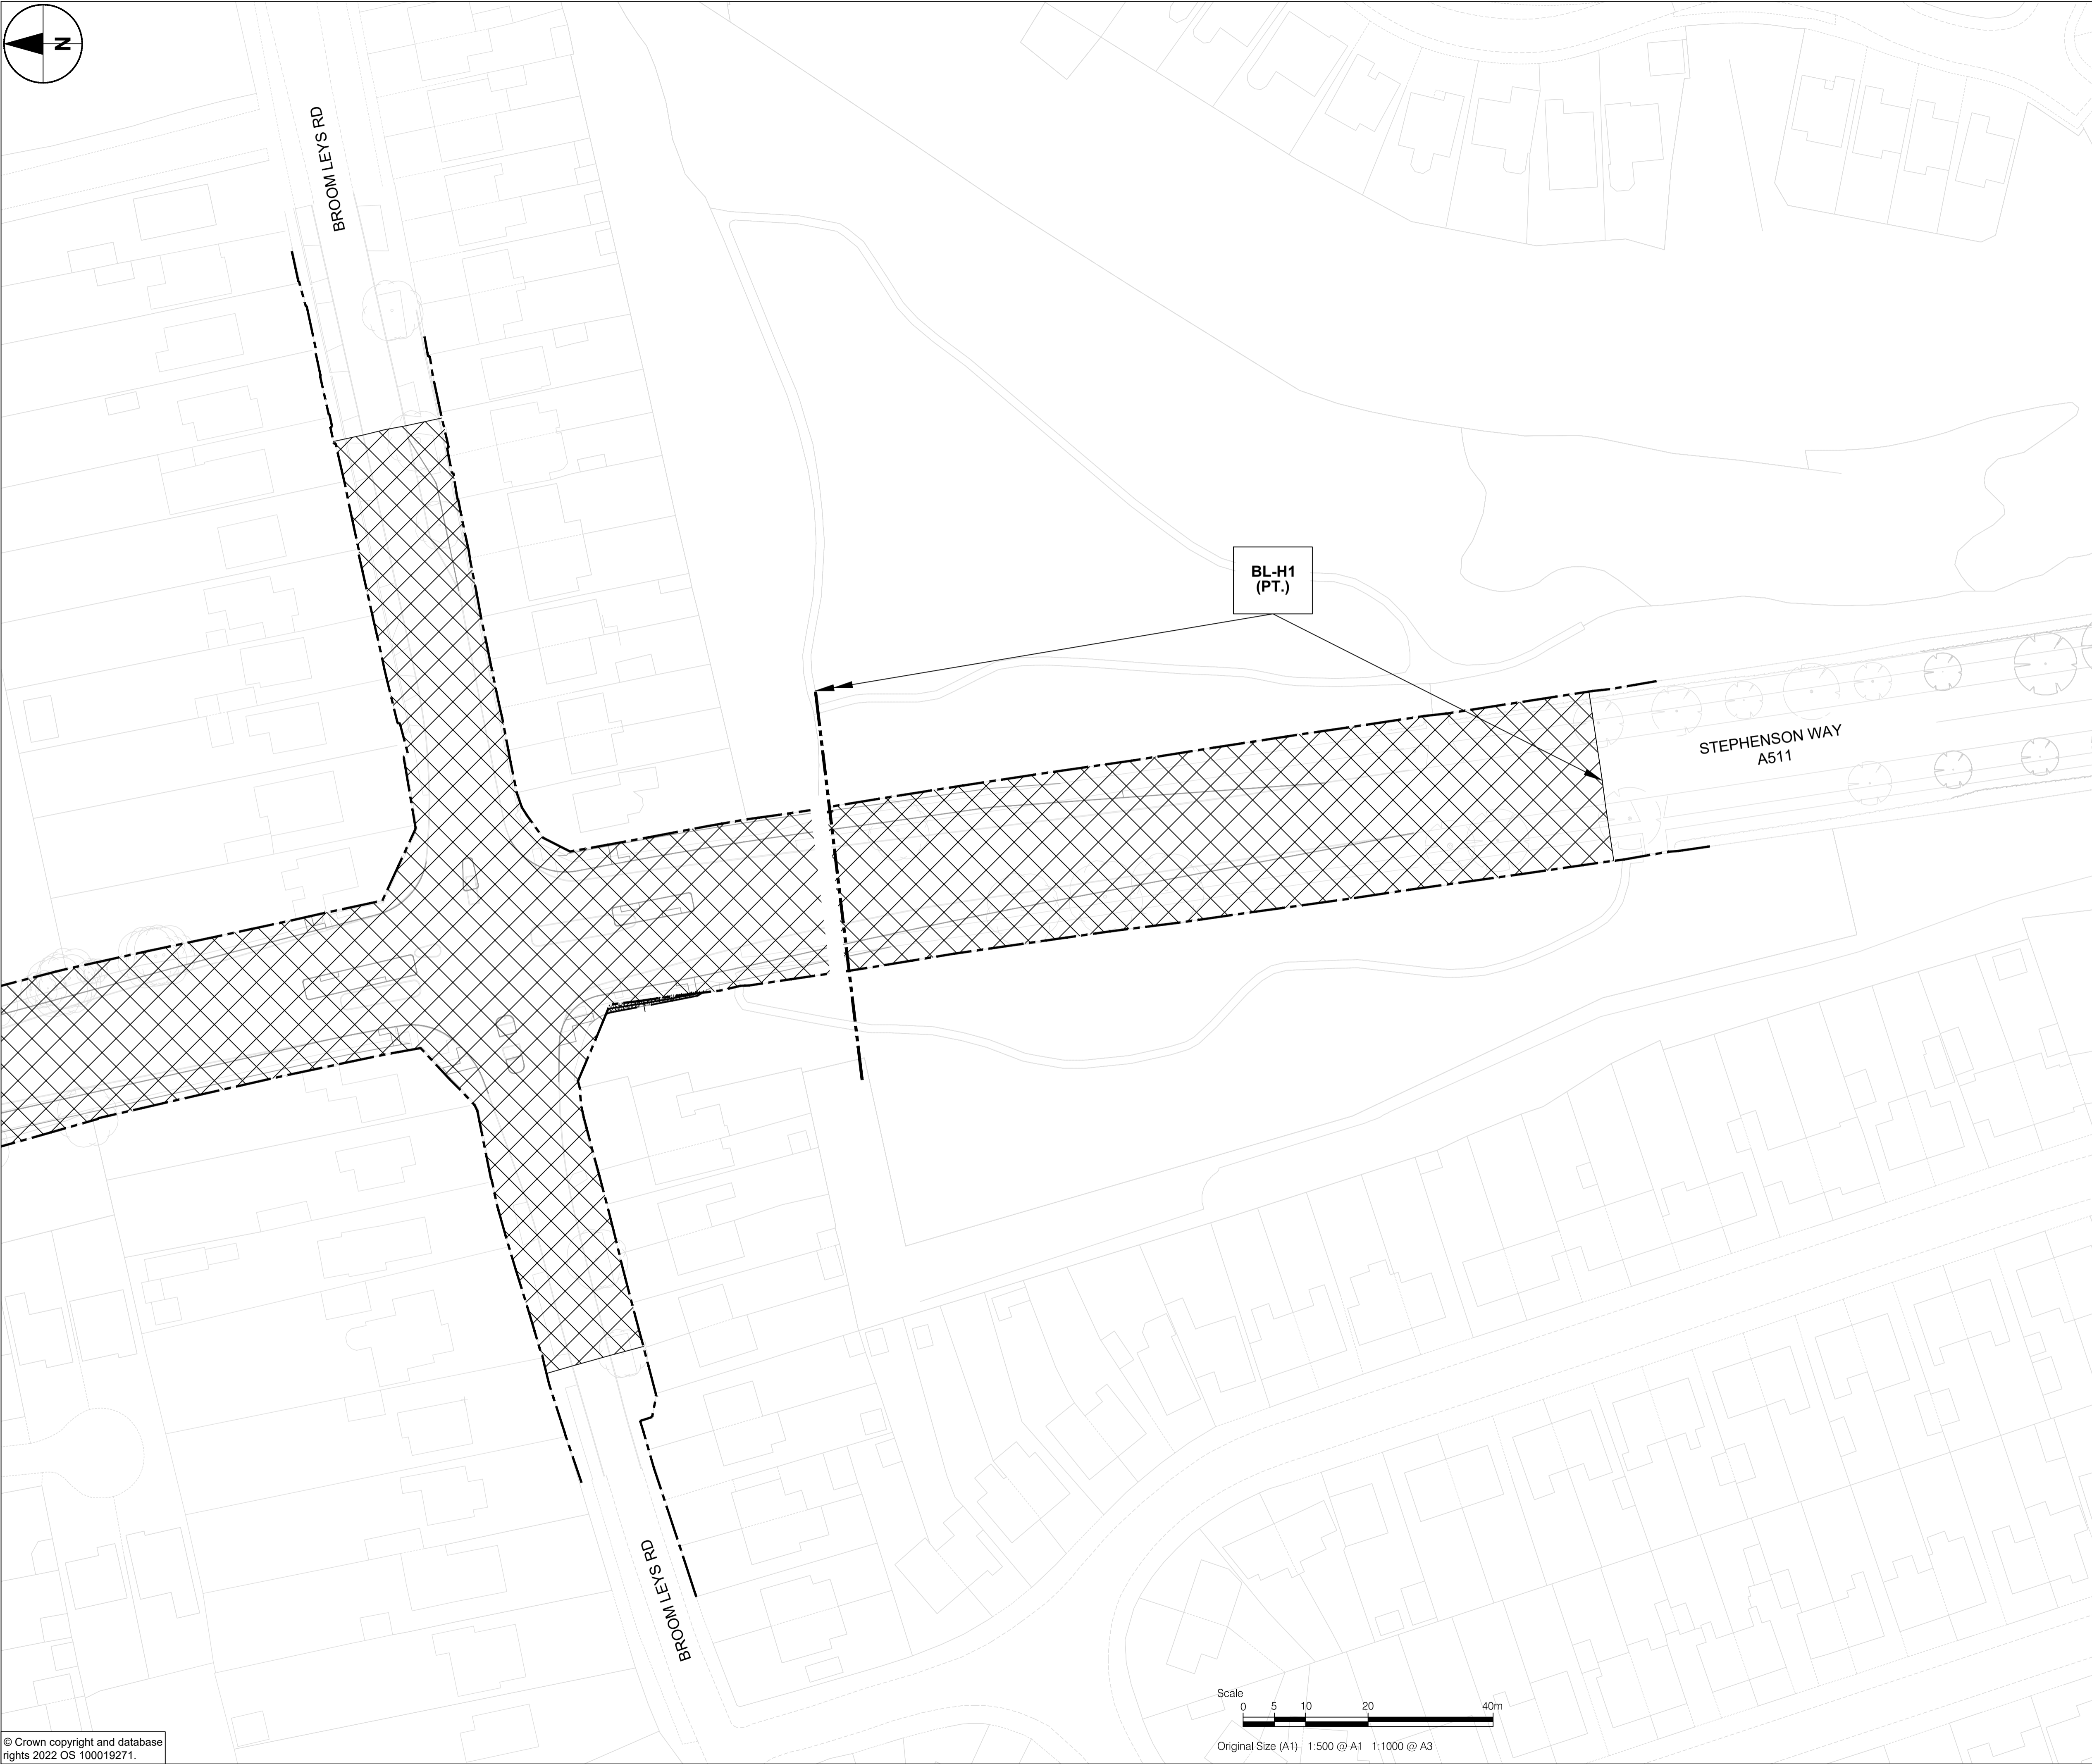 N
BROOM LEYS RD
BL-H1
(PT.)
STEPHENSON WAY
A511
BROOM LEYS RD
Scale
0 5 10 20 40m
Original Size (A1) 1:500 @ A1 1:1000 @ A3
© Crown copyright and database
rights 2022 OS 100019271.